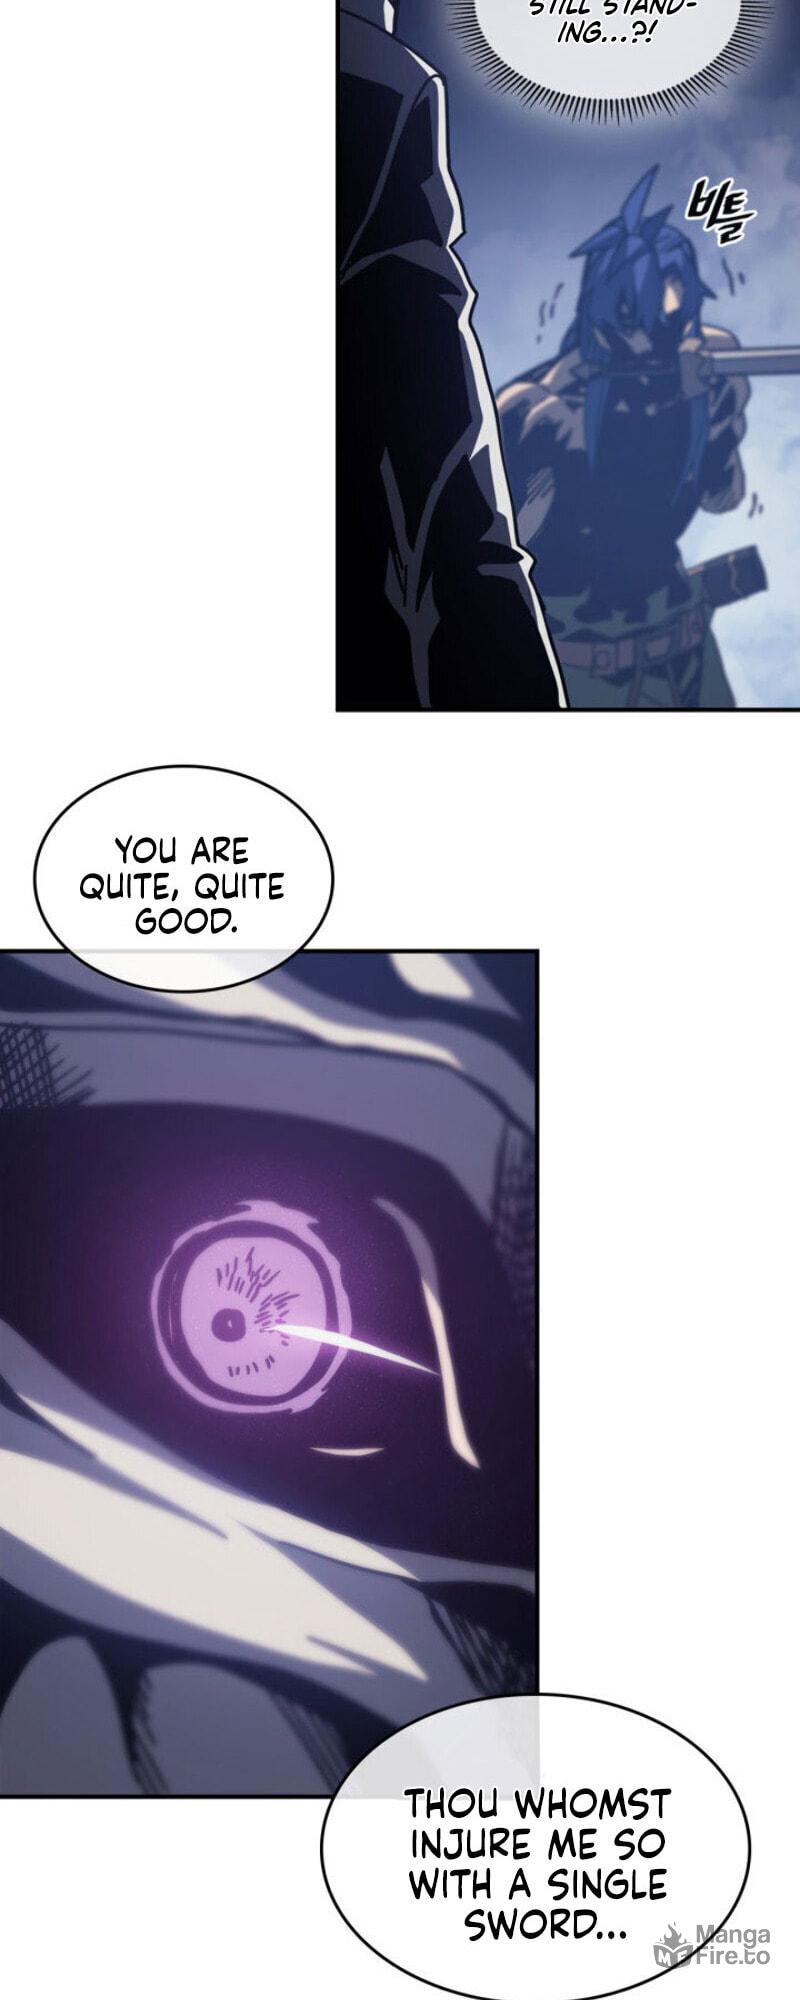 STILL STAND-
ING...?!
비틀
YOU ARE
QUITE, QUITE
GOOD.
THOU WHOMST
INJURE ME SO
WITH A SINGLE
SWORD...
Manga
Fire.to
MF